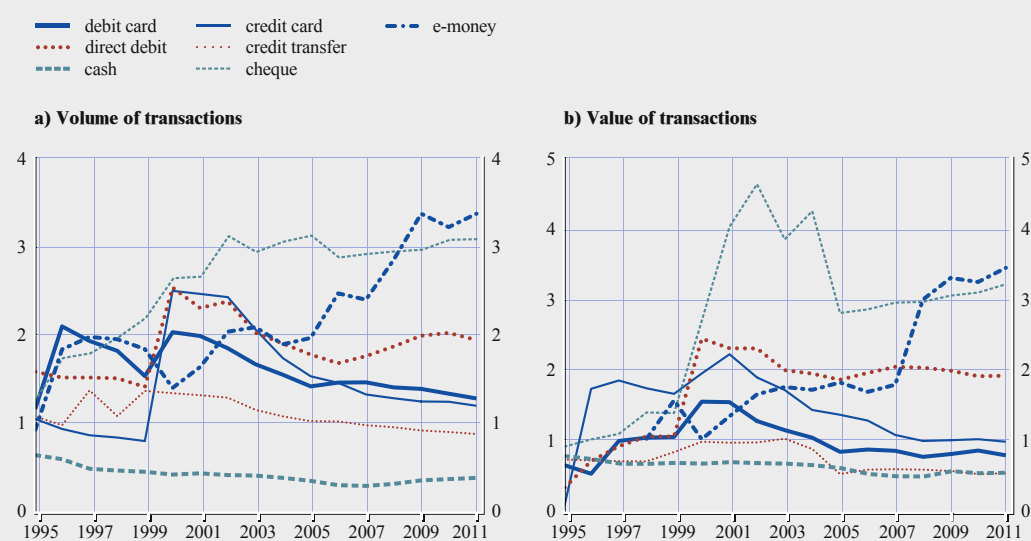 debit card credit card e-money
direct debit credit transfer
cash cheque
a) Volume of transactions
b) Value of transactions
4 4
3 3
2 2
1 1
0 0
1995 1997 1999 2001 2003 2005 2007 2009 2011
5 5
4 4
3 3
2 2
1 1
0 0
1995 1997 1999 2001 2003 2005 2007 2009 2011